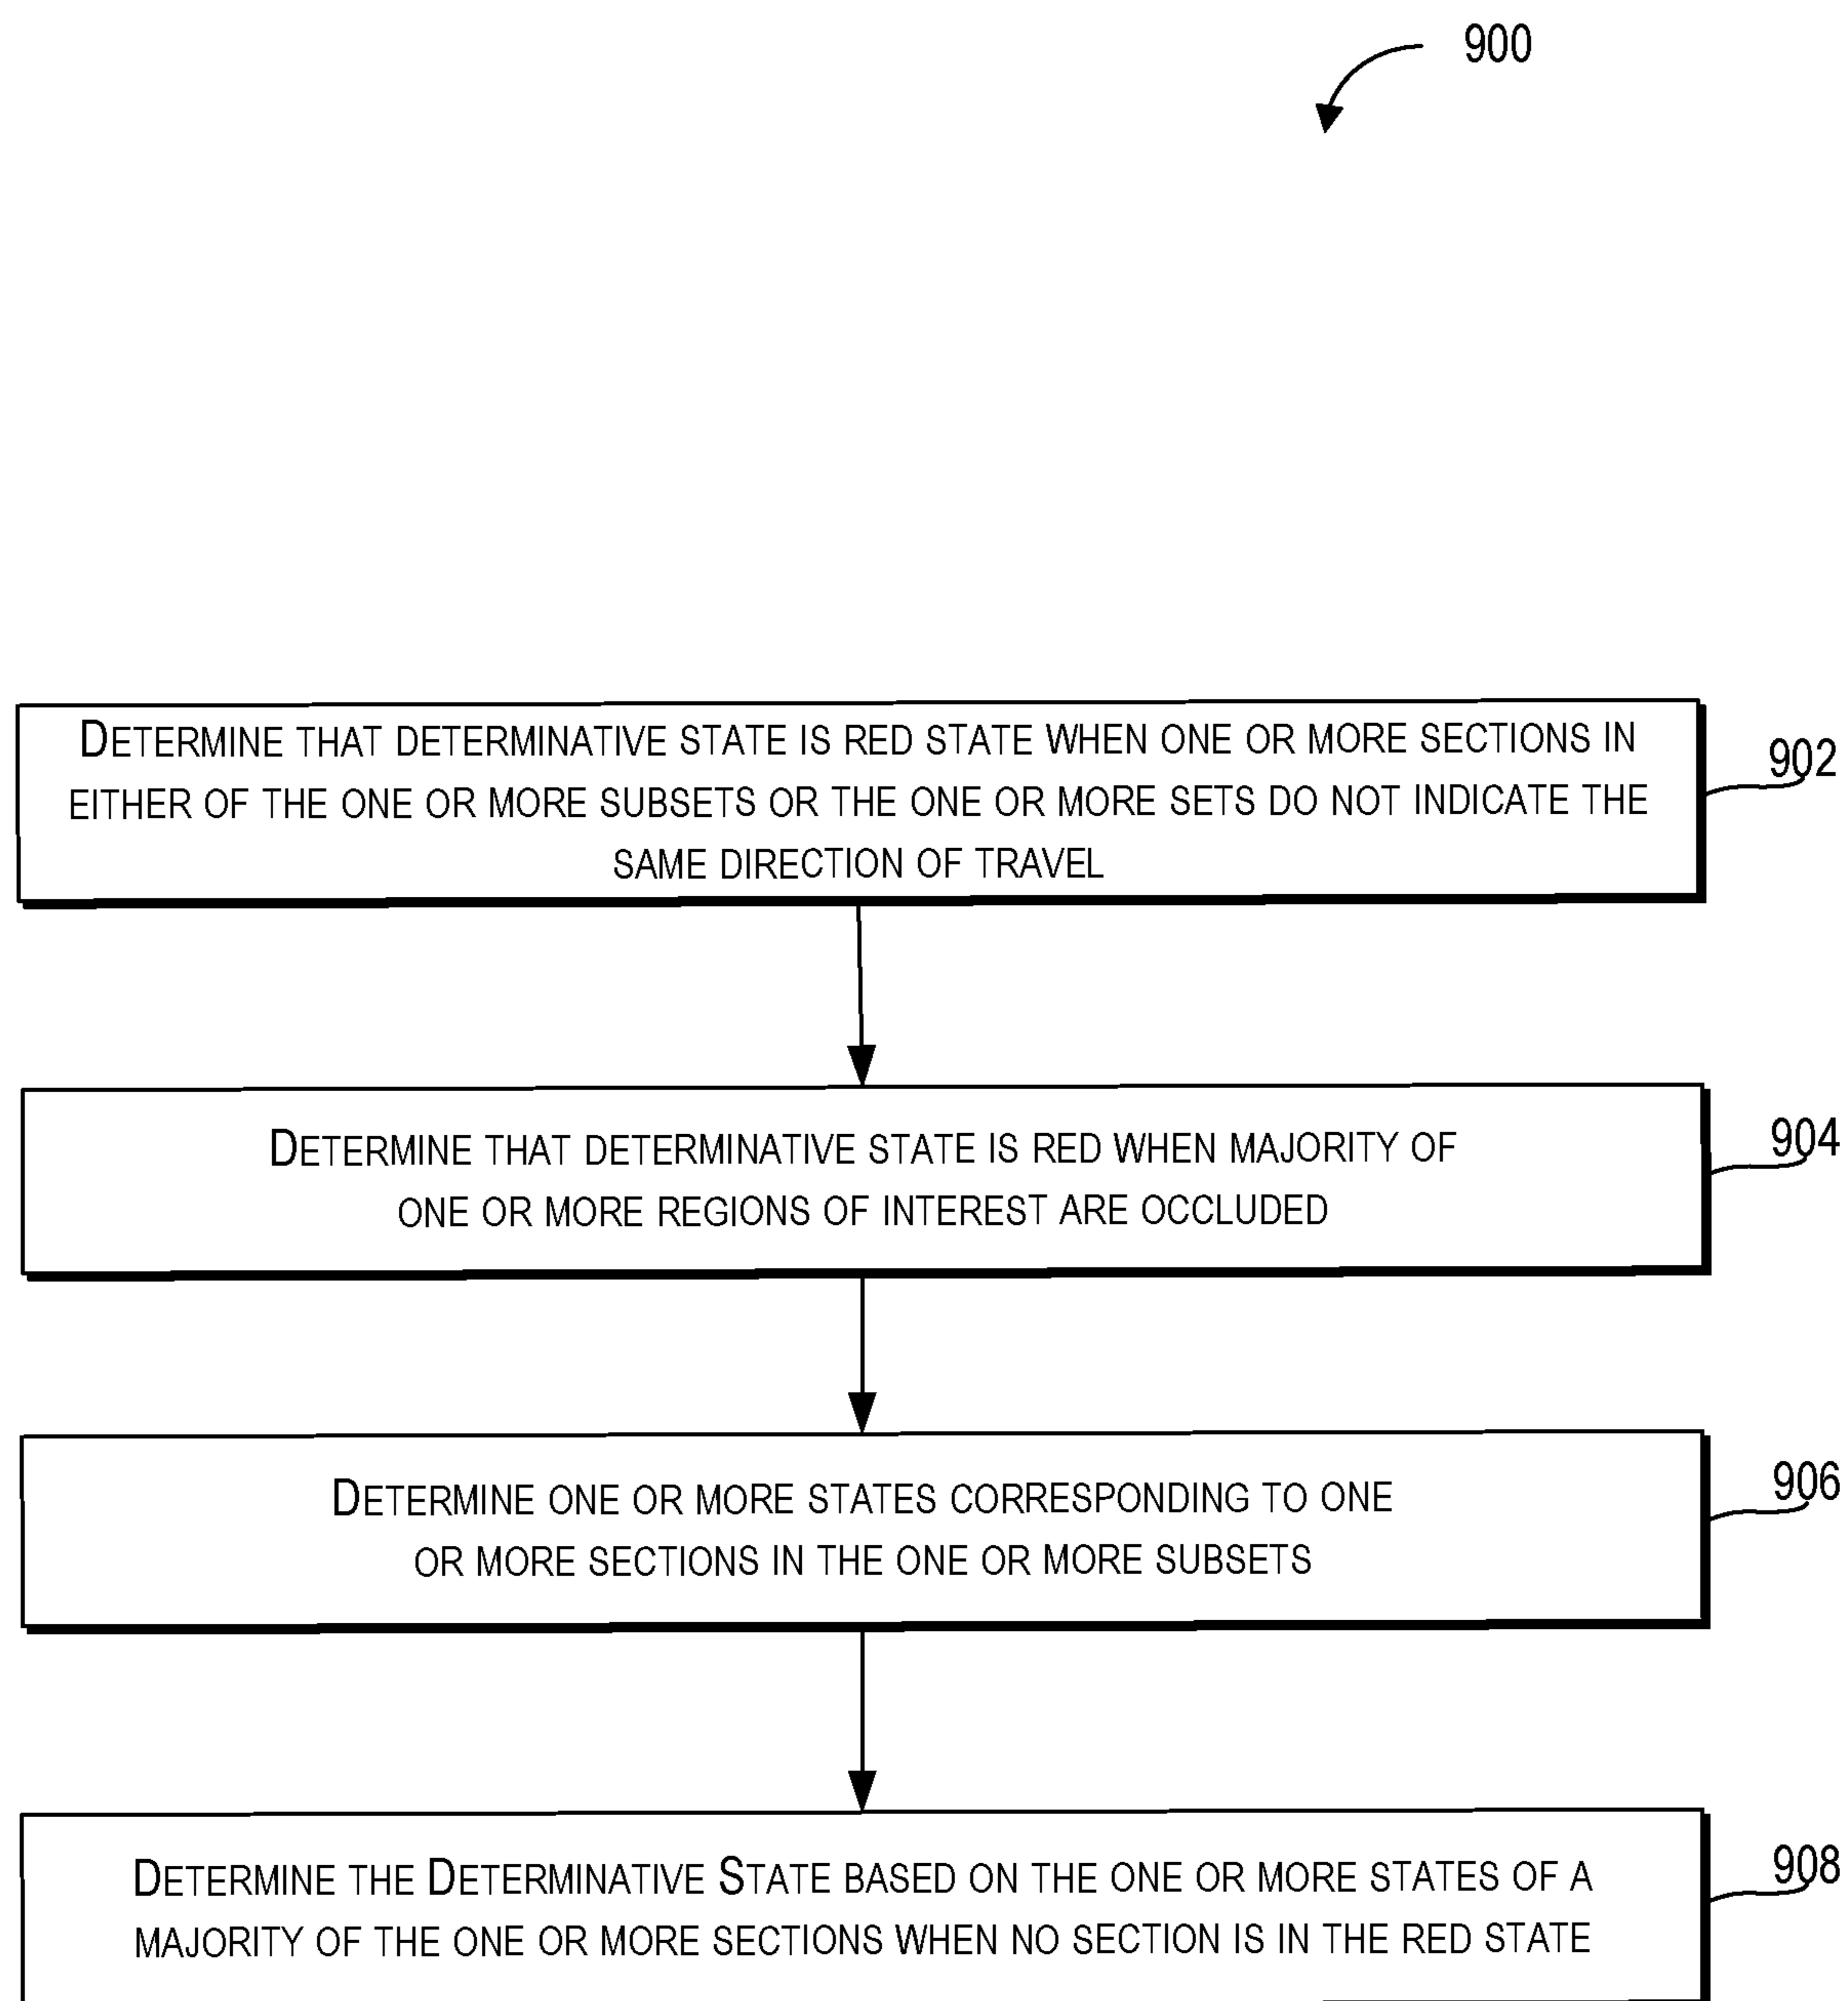 900
DETERMINE THAT DETERMINATIVE STATE IS RED STATE WHEN ONE OR MORE SECTIONS IN
EITHER OF THE ONE OR MORE SUBSETS OR THE ONE OR MORE SETS DO NOT INDICATE THE
SAME DIRECTION OF TRAVEL
902
DETERMINE THAT DETERMINATIVE STATE IS RED WHEN MAJORITY OF
ONE OR MORE REGIONS OF INTEREST ARE OCCLUDED
904
DETERMINE ONE OR MORE STATES CORRESPONDING TO ONE
OR MORE SECTIONS IN THE ONE OR MORE SUBSETS
906
DETERMINE THE DETERMINATIVE STATE BASED ON THE ONE OR MORE STATES OF A
MAJORITY OF THE ONE OR MORE SECTIONS WHEN NO SECTION IS IN THE RED STATE
908